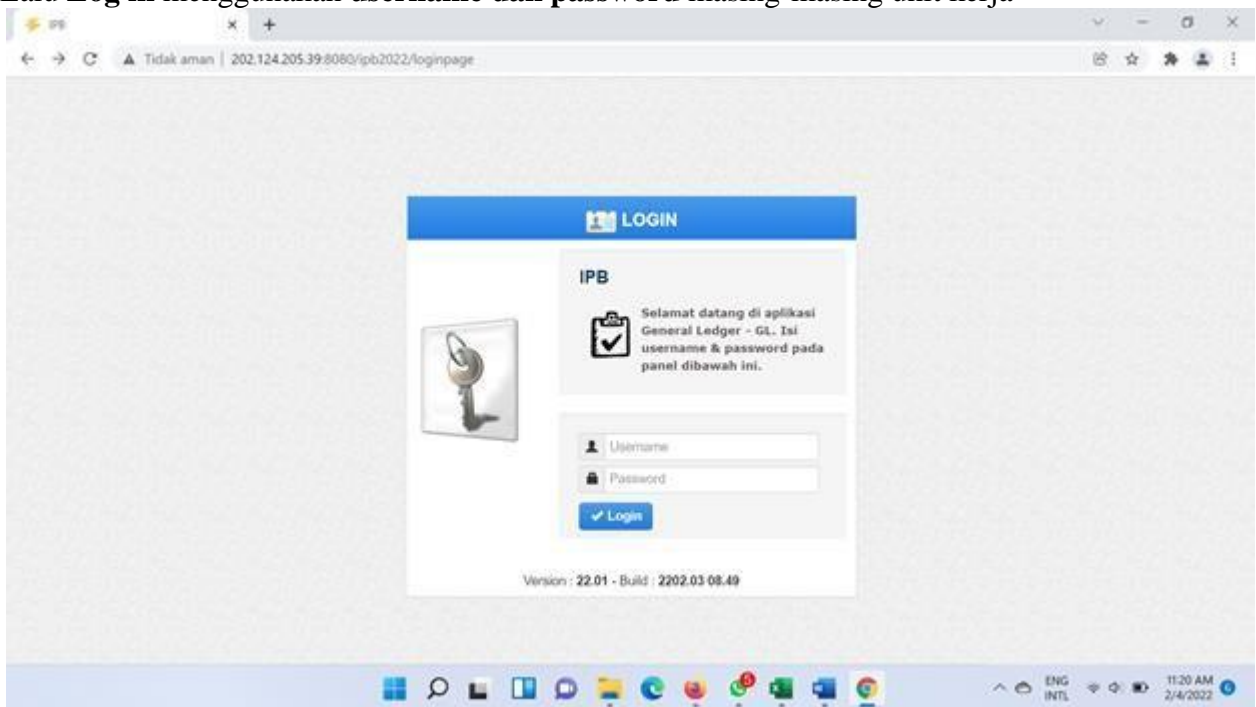 Lalu Log in menggunakan username dan password masing-masing unit kerja
IPB
Tidak aman | 202.124.205.39:8080/ipb2022/loginpage
LOGIN
IPB
Selamat datang di aplikasi
General Ledger - GL. Isi
username & password pada
panel dibawah ini.
Username
Password
Login
Version : 22.01 - Build : 2202.03 08.49
ENG
INTL
11:20 AM
2/4/2022